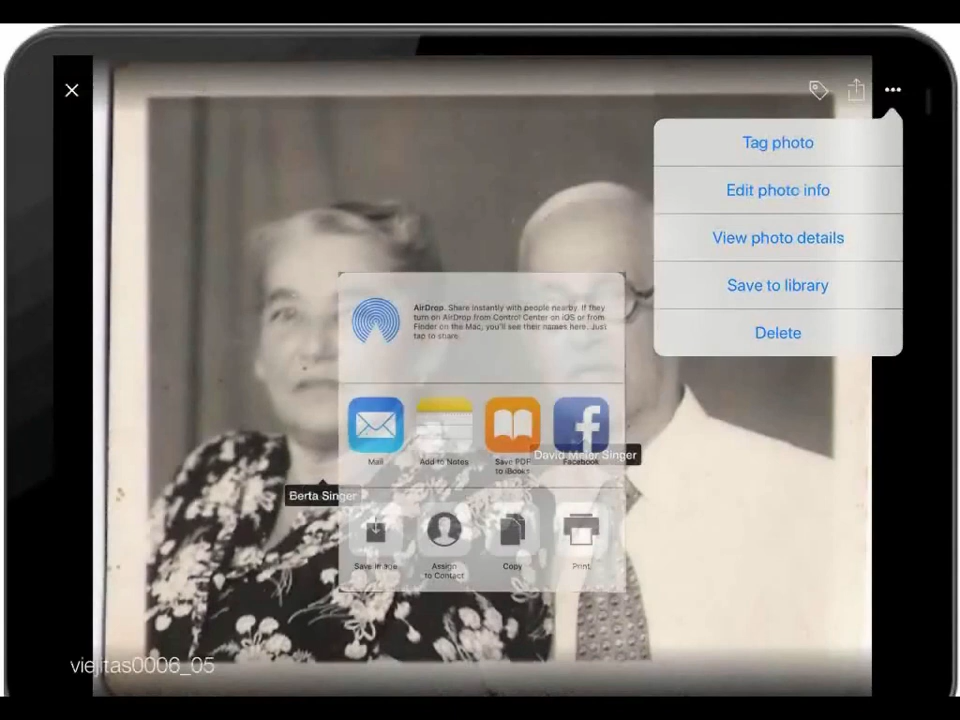 Tag photo
Edit photo info
View photo details
Save to library
Delete
AirDrop. Share instantly with people nearby. If they
turn on AirDrop from Control Center on iOS or from
Finder on the Mac, you'll see their names here. Just
tap to share.
Mail
Add to Notes
Save PDF
to iBooks
Facebook
David Meier Singer
Berta Singer
Save Image
Assign
to Contact
Copy
Print
viejitas0006_05